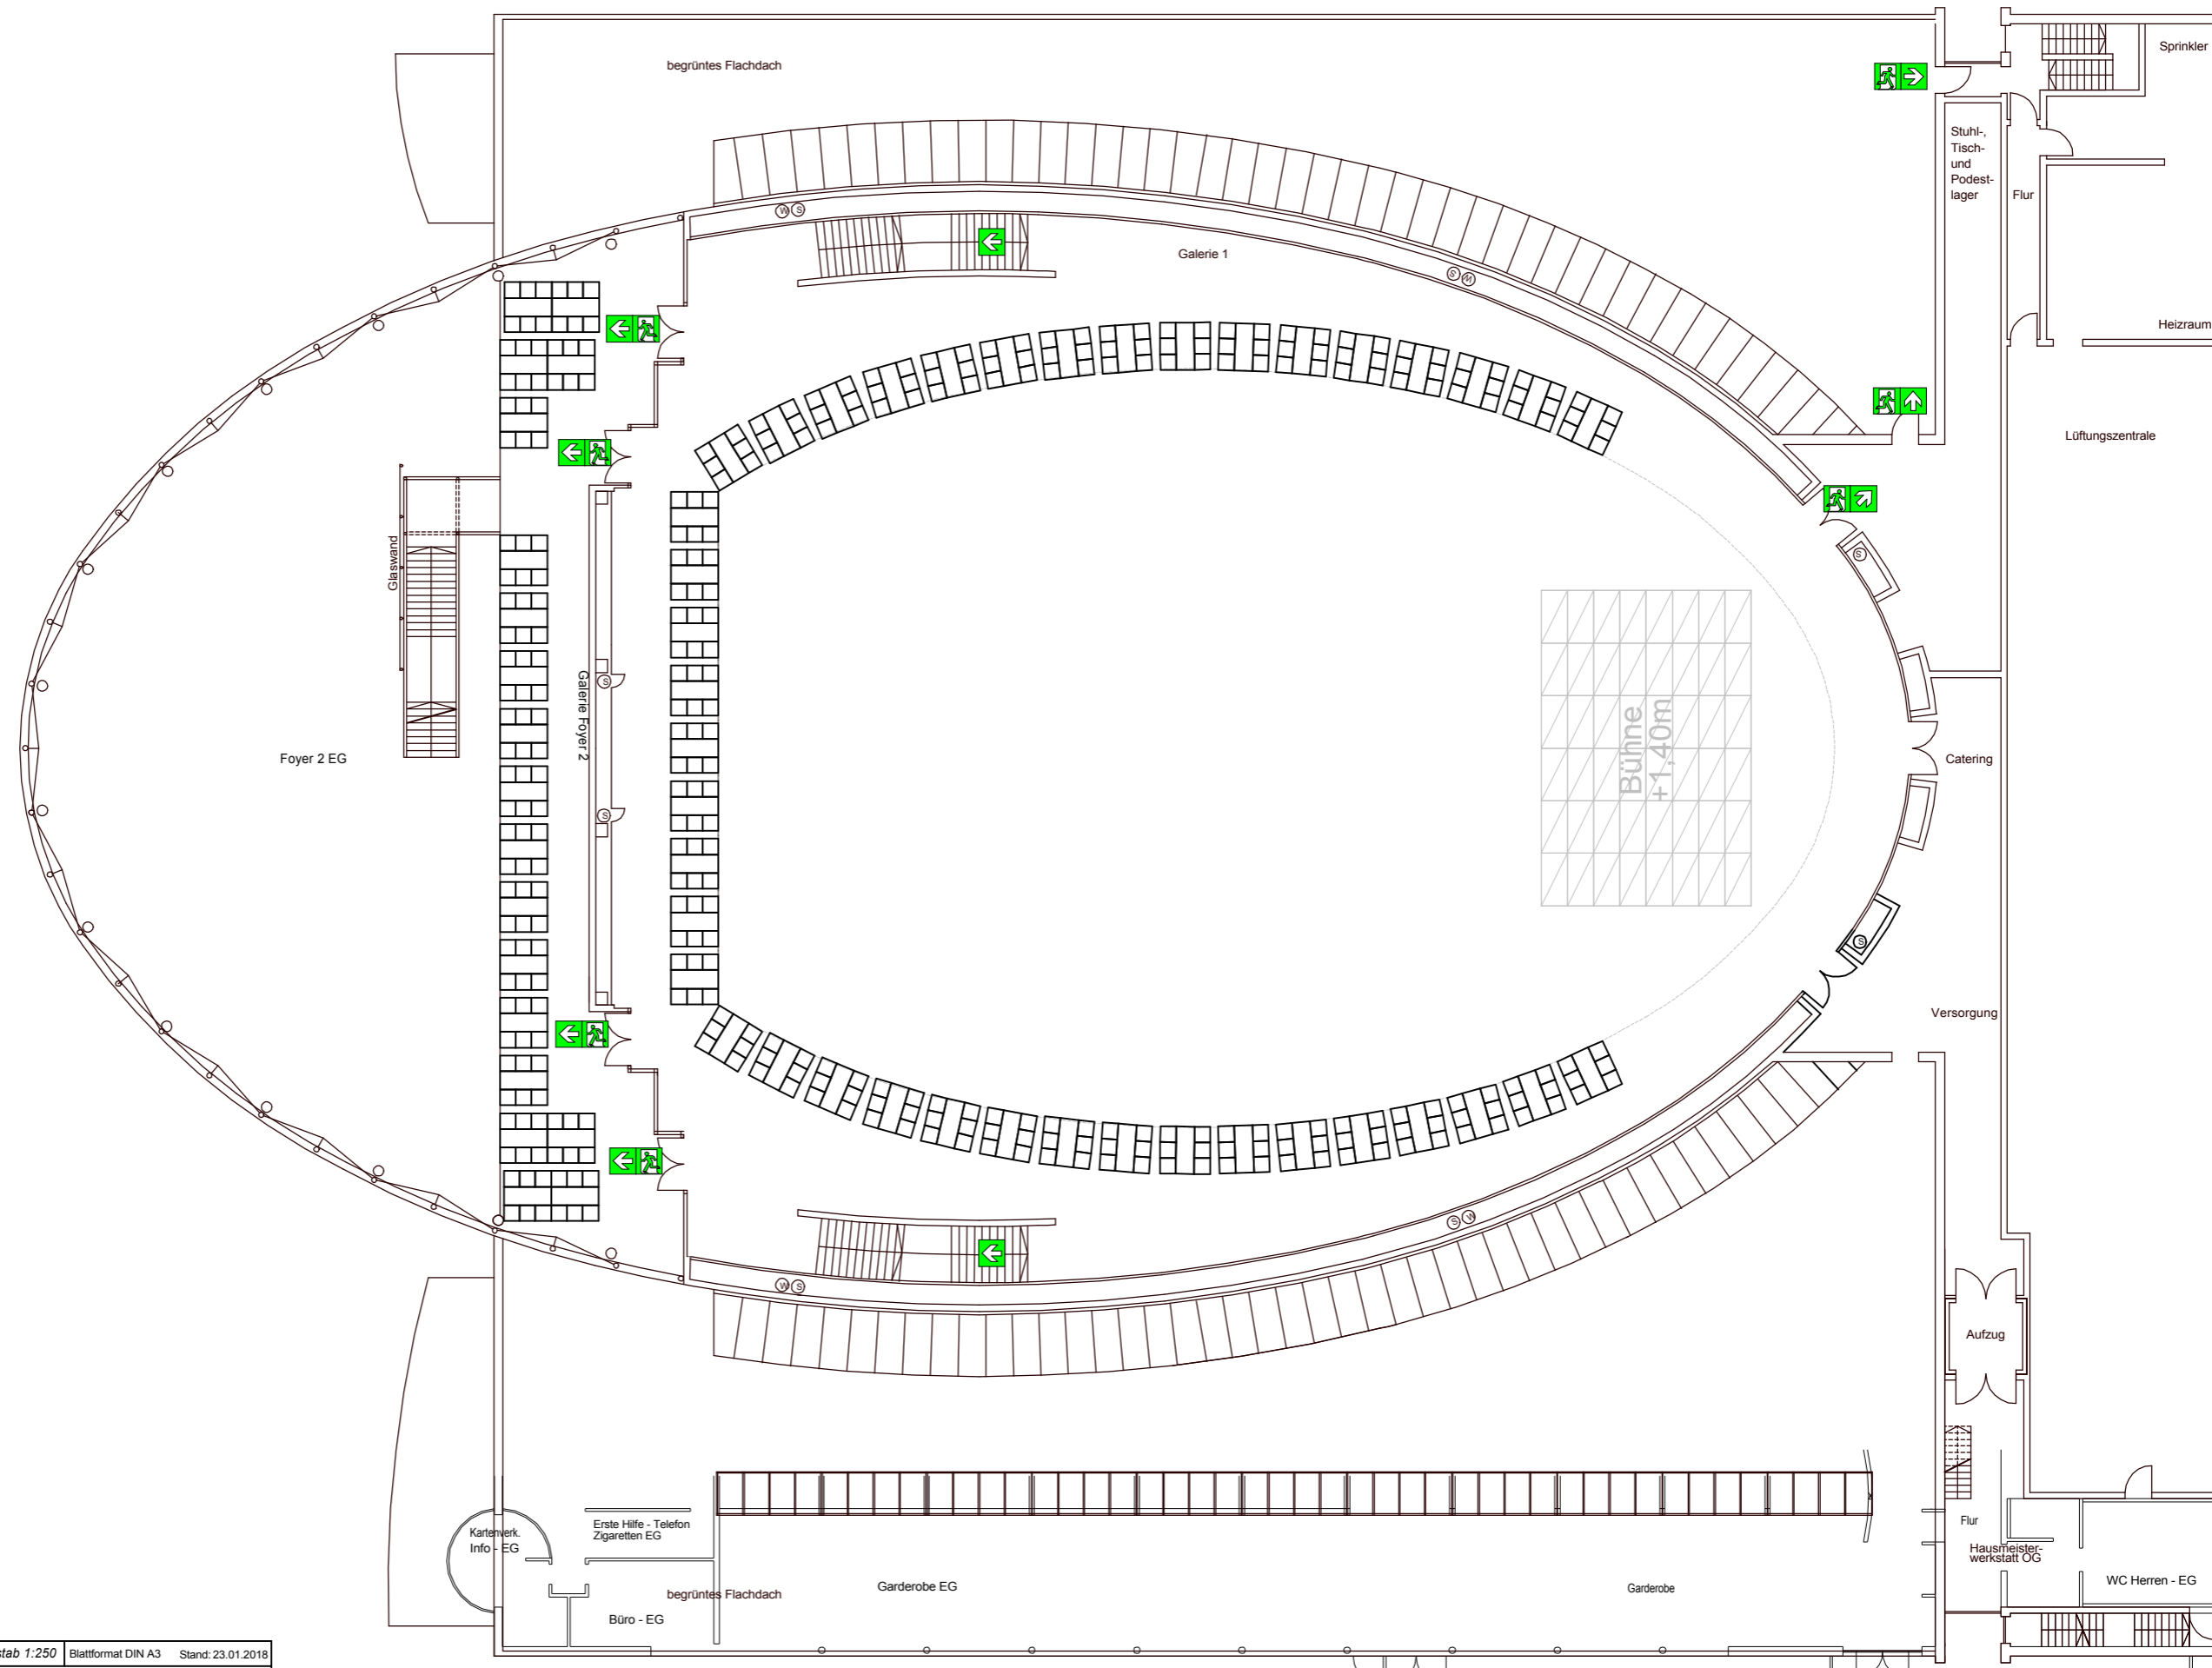 begrüntes Flachdach
Sprinkler
Stuhl-,
Tisch-
und
Podest-
lager
Flur
W S
Galerie 1
S W
Heizraum
Lüftungszentrale
S
Glaswand
Galerie Foyer 2
S
S
Foyer 2 EG
Bühne
+1,40m
Catering
S
Versorgung
S W
W S
Aufzug
Kartenverk.
Info - EG
Erste Hilfe - Telefon
Zigaretten EG
Flur
Hausmeister-
werkstatt OG
begrüntes Flachdach
Garderobe EG
Garderobe
WC Herren - EG
Büro - EG
stab 1:250 Blattformat DIN A3 Stand: 23.01.2018